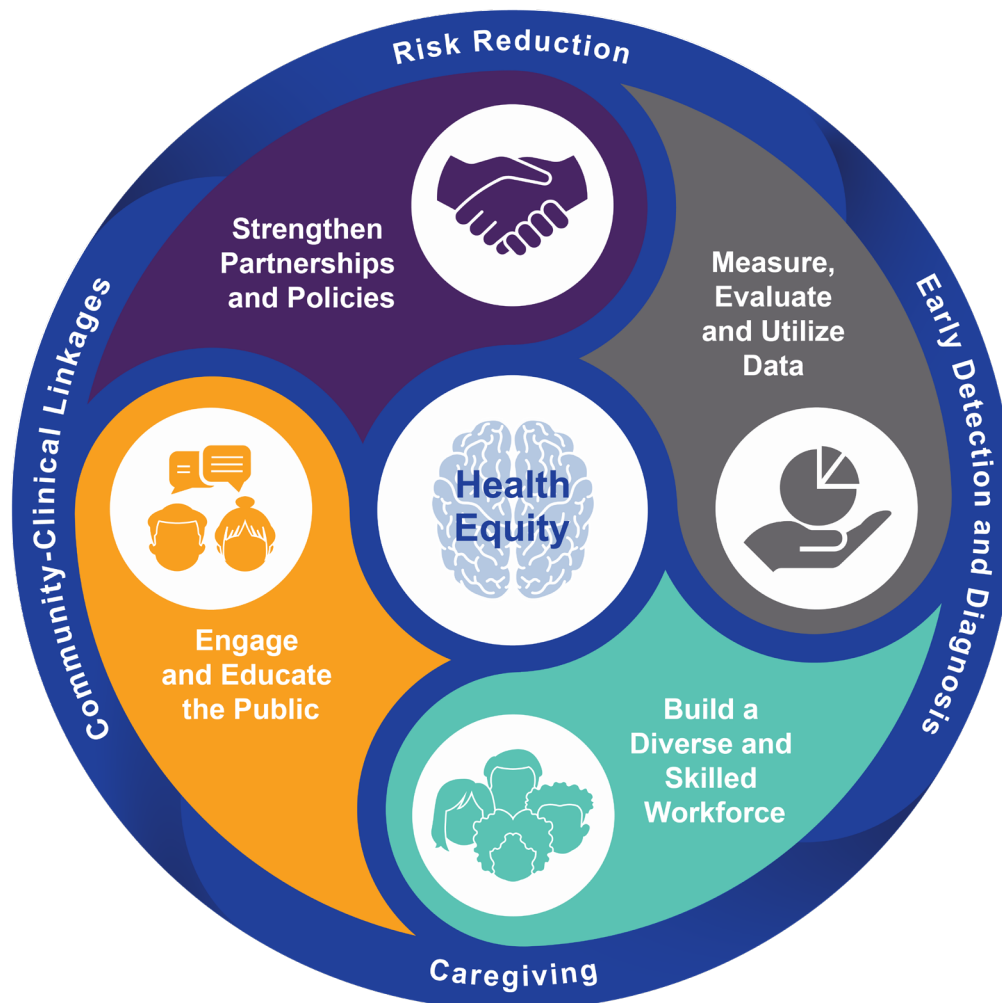 Risk Reduction
Strengthen
Partnerships
and Policies
Measure,
Evaluate
and Utilize
Data
Early Detection and Diagnosis
Community-Clinical Linkages
Health
Equity
Engage
and Educate
the Public
Build a
Diverse and
Skilled
Workforce
Caregiving